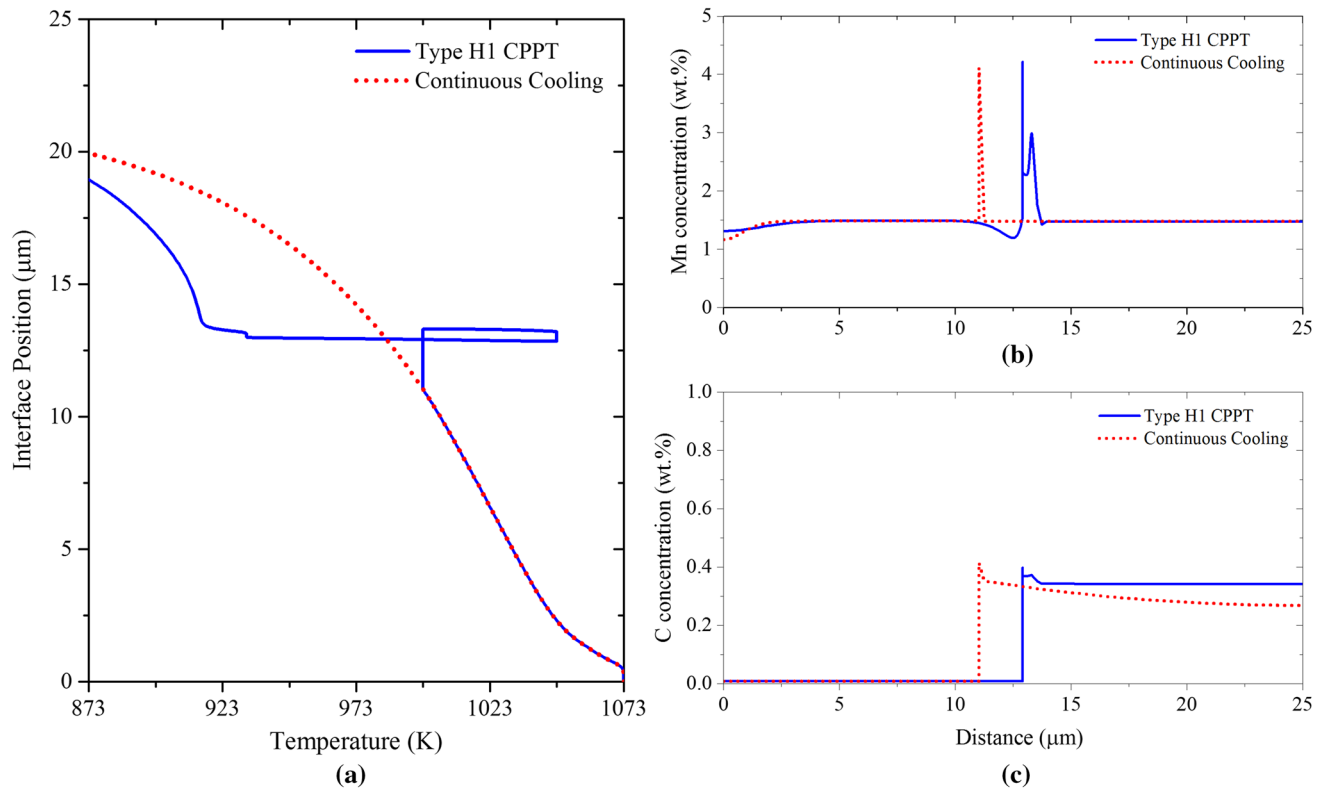 25
20
15
10
5
0
Interface Position (μm)
Type H1 CPPT
Continuous Cooling
873
923
973
1023
1073
Temperature (K)
(a)
5
4
3
2
1
0
Mn concentration (wt.%)
Type H1 CPPT
Continuous Cooling
0
5
10
15
20
25
(b)
1.0
0.8
0.6
0.4
0.2
0.0
C concentration (wt.%)
Type H1 CPPT
Continuous Cooling
0
5
10
15
20
25
Distance (μm)
(c)